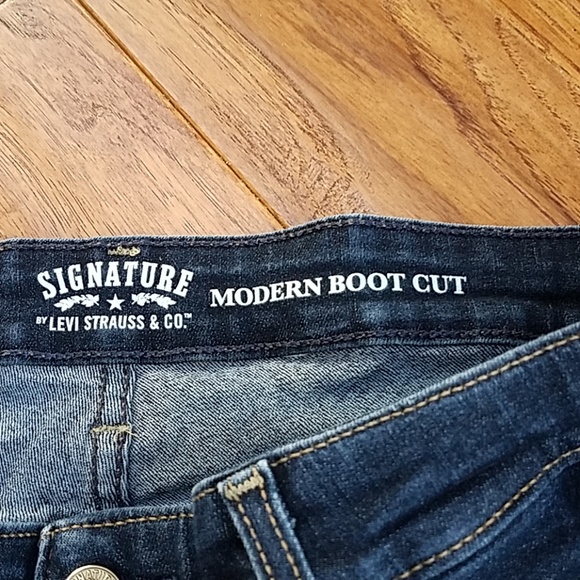 SIGNATURE
BY LEVI STRAUSS & CO.™
MODERN BOOT CUT